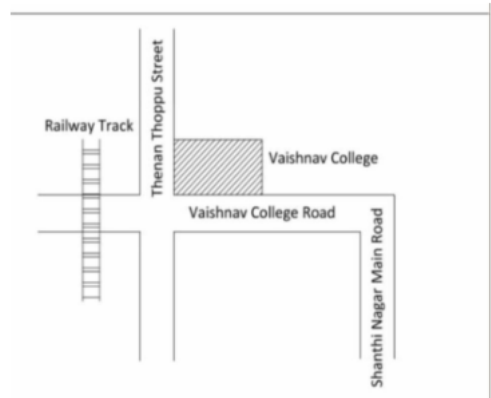 Thenan Thoppu Street
Railway Track
Vaishnav College
Vaishnav College Road
Shanthi Nagar Main Road